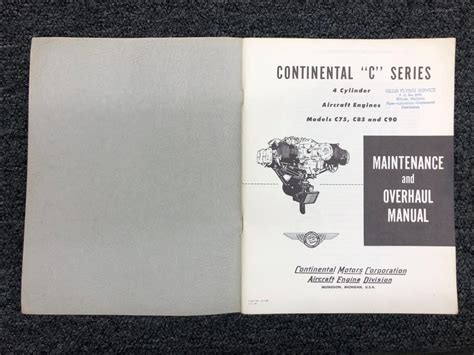 CONTINENTAL "C" SERIES
4 Cylinder
Aircraft Engines
Models C75, C85 and C90
MAINTENANCE
and
OVERHAUL
MANUAL
Continental Motors Corporation
Aircraft Engine Division
MUSKEGON, MICHIGAN, U.S.A.